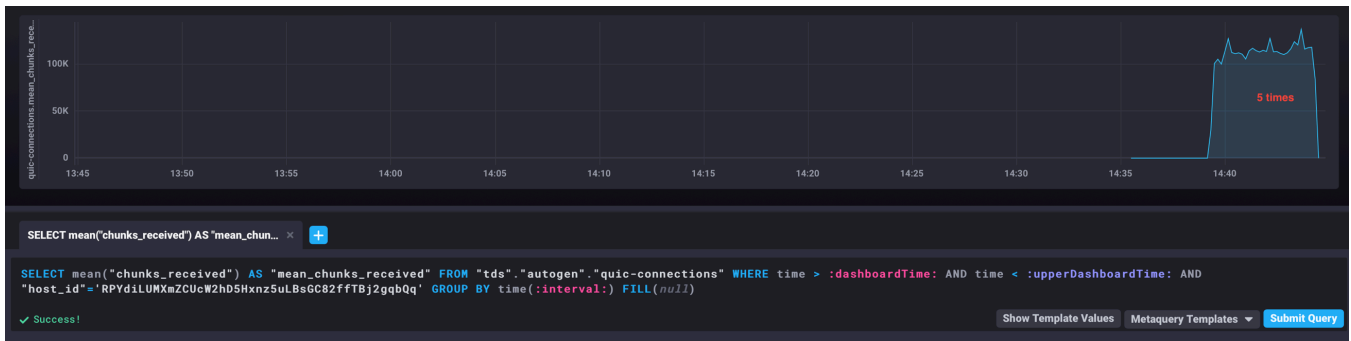 quic-connections.mean_chunks_rece...
100K
50K
0
5 times
13:45 13:50 13:55 14:00 14:05 14:10 14:15 14:20 14:25 14:30 14:35 14:40
SELECT mean("chunks_received") AS "mean_chun... × +
SELECT mean("chunks_received") AS "mean_chunks_received" FROM "tds"."autogen"."quic-connections" WHERE time > :dashboardTime: AND time < :upperDashboardTime: AND
"host_id"='RPYdiLUMXmZCUcW2hD5Hxnz5uLBsGC82ffTBj2gqbQq' GROUP BY time(:interval:) FILL(null)
✓ Success!
Show Template Values Metaquery Templates Submit Query